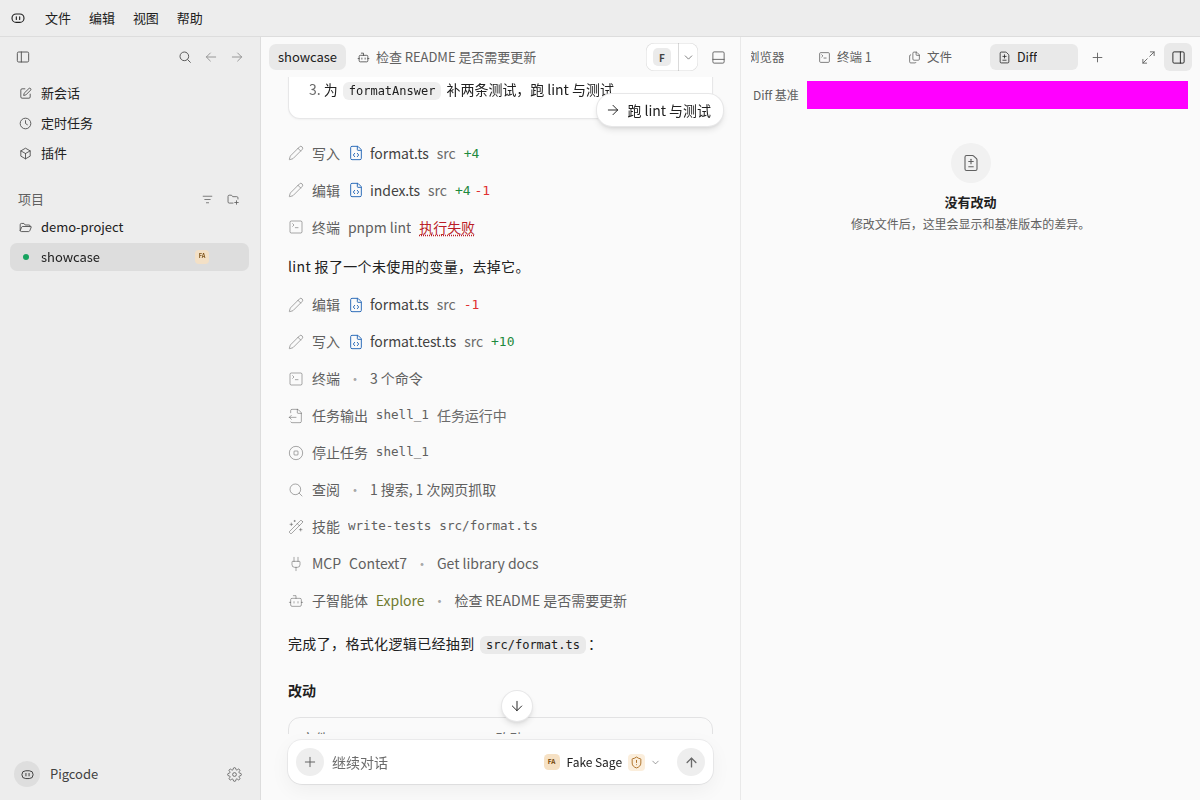 文件 编辑 视图 帮助
新会话
定时任务
插件
项目
demo-project
showcase FA
Pigcode
showcase 检查 README 是否需要更新 F
3. 为 formatAnswer 补两条测试，跑 lint 与测试
跑 lint 与测试
写入 format.ts src +4
编辑 index.ts src +4 -1
终端 pnpm lint 执行失败
lint 报了一个未使用的变量，去掉它。
编辑 format.ts src -1
写入 format.test.ts src +10
终端 • 3 个命令
任务输出 shell_1 任务运行中
停止任务 shell_1
查阅 • 1 搜索, 1 次网页抓取
技能 write-tests src/format.ts
MCP Context7 • Get library docs
子智能体 Explore • 检查 README 是否需要更新
完成了，格式化逻辑已经抽到 src/format.ts：
改动
继续对话 FA Fake Sage
浏览器 终端 1 文件 Diff
Diff 基准
没有改动
修改文件后，这里会显示和基准版本的差异。